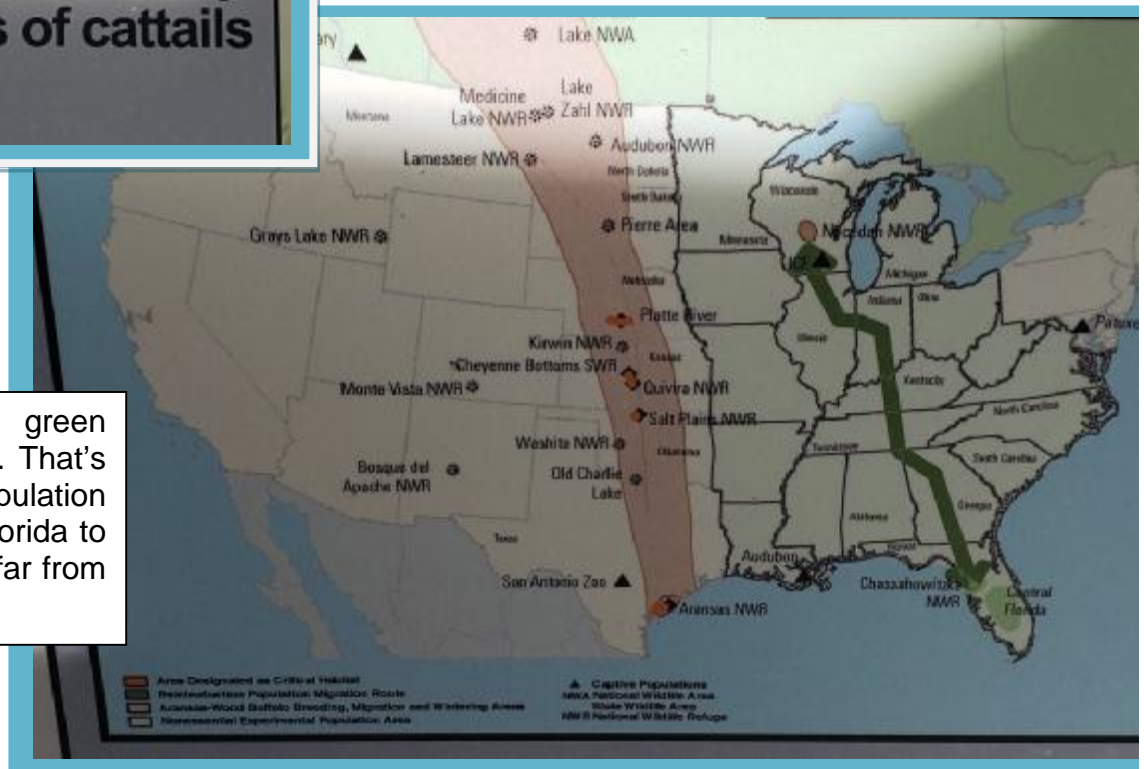 s of cattails
ary
Lake NWA
Medicine
Lake NWR
Lake
Zahl NWR
Montana
Audubon NWR
Lamesteer NWR
North Dakota
South Dakota
Wisconsin
Grays Lake NWR
Pierre Area
Necedah NWR
Minnesota
ICF
Michigan
Nebraska
Indiana
Ohio
Platte River
Illinois
Patuxe
Kirwin NWR
Kansas
Cheyenne Bottoms SWR
Monte Vista NWR
Quivira NWR
Kentucky
green
. That's
pulation
orida to
far from
Salt Plains NWR
North Carolina
Washita NWR
Oklahoma
Tennessee
South Carolina
Bosque del
Apache NWR
Old Charlie
Lake
Georgia
Alabama
Texas
Florida
Audubon
San Antonio Zoo
Chassahowitzka
NWR
Central
Florida
Aransas NWR
Area Designated as Critical Habitat
Reintroduction Population Migration Route
Aransas-Wood Buffalo Breeding, Migration and Wintering Areas
Nonessential Experimental Population Area
Captive Populations
NWA National Wildlife Area
State Wildlife Area
NWR National Wildlife Refuge